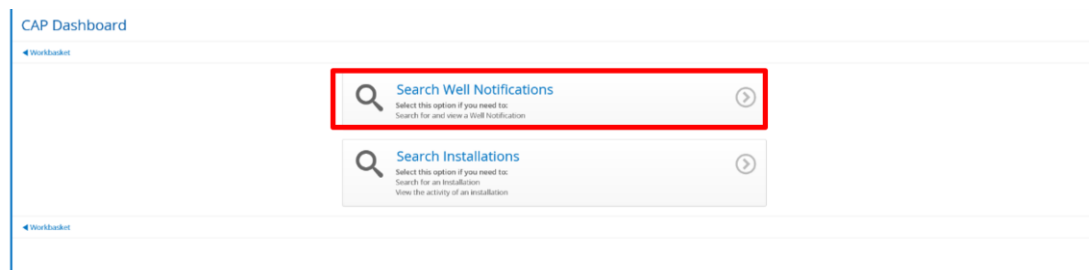 CAP Dashboard
Workbasket
Search Well Notifications
Select this option if you need to:
Search for and view a Well Notification
Search Installations
Select this option if you need to:
Search for an Installation
View the activity of an installation
Workbasket